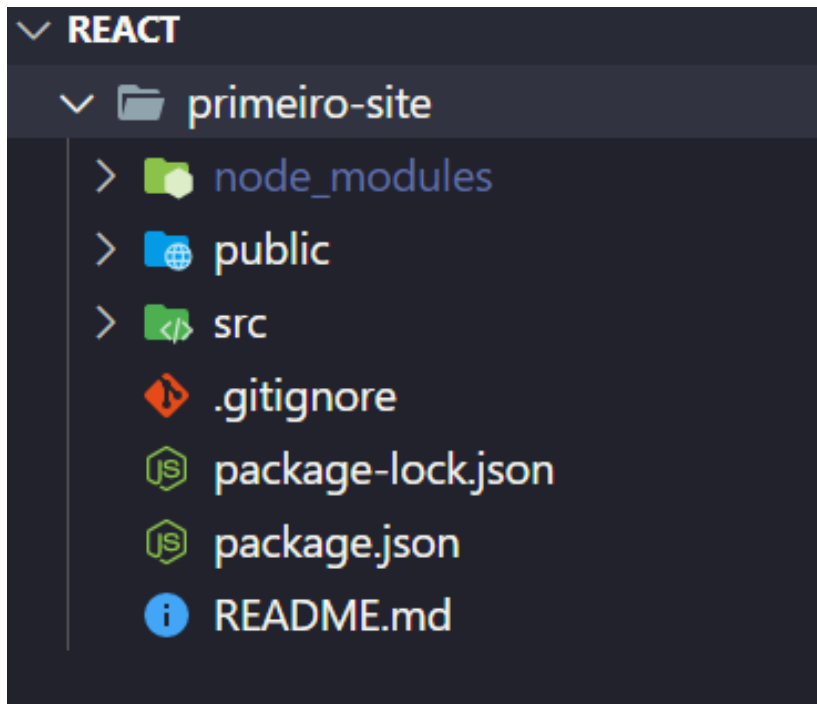 REACT
primeiro-site
node_modules
public
src
.gitignore
package-lock.json
package.json
README.md